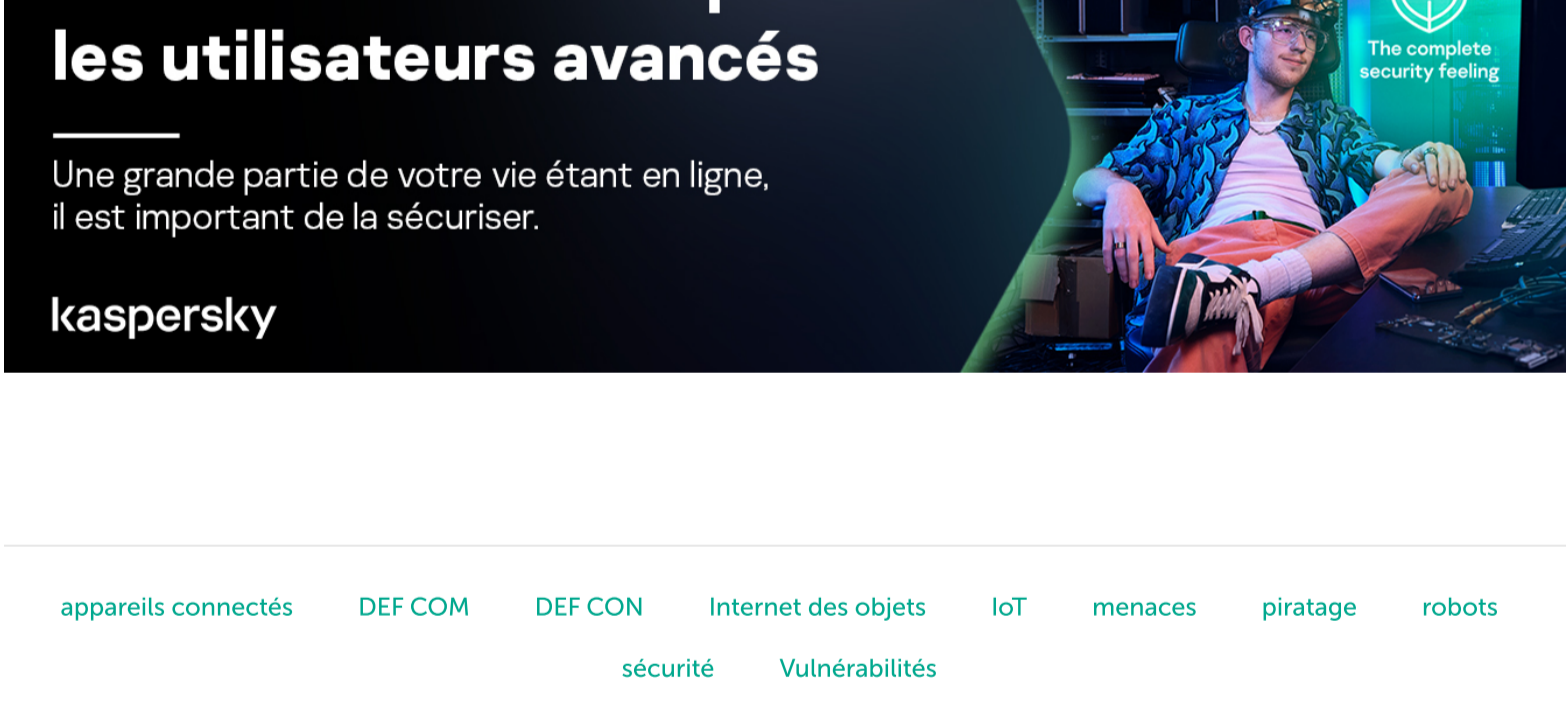 les utilisateurs avancés
The complete
security feeling
Une grande partie de votre vie étant en ligne,
il est important de la sécuriser.
kaspersky
appareils connectés DEF COM DEF CON Internet des objets IoT menaces piratage robots
sécurité Vulnérabilités